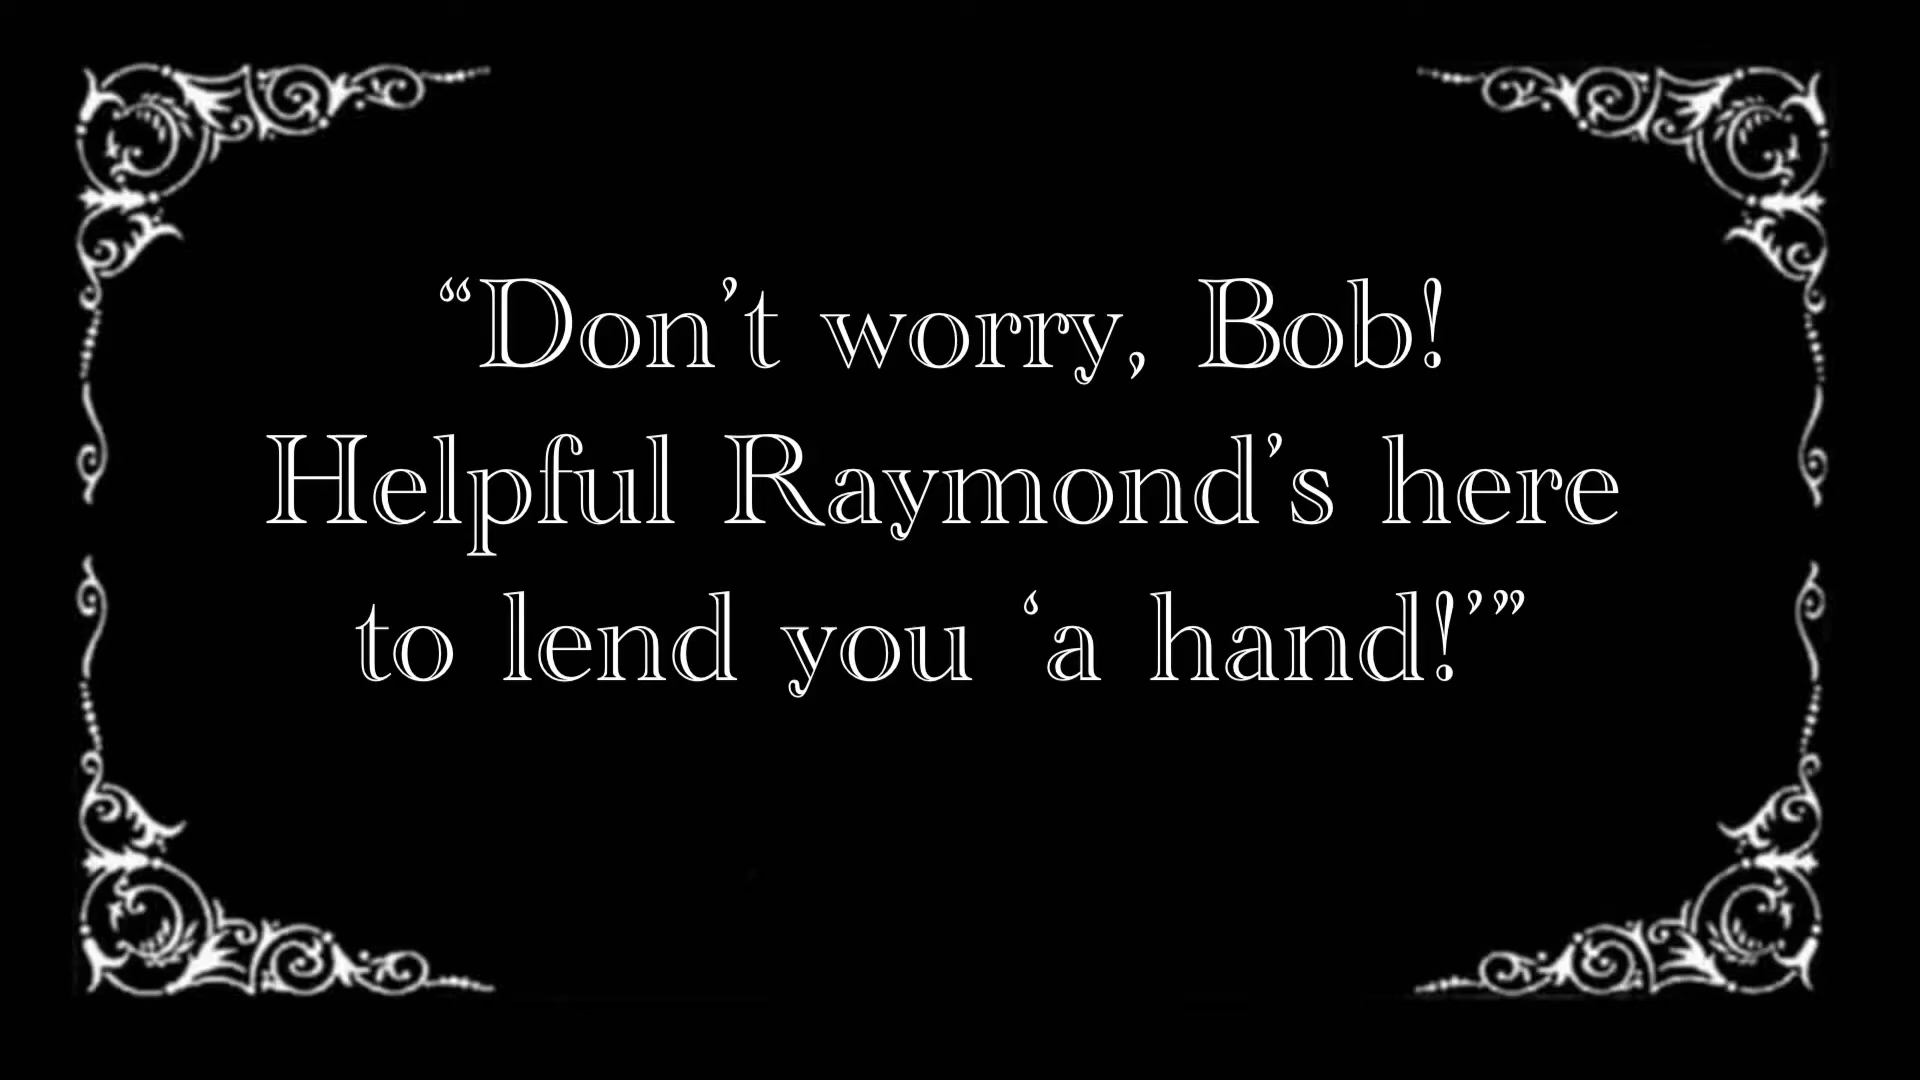 “Don’t worry, Bob!
Helpful Raymond’s here
to lend you ‘a hand!’”